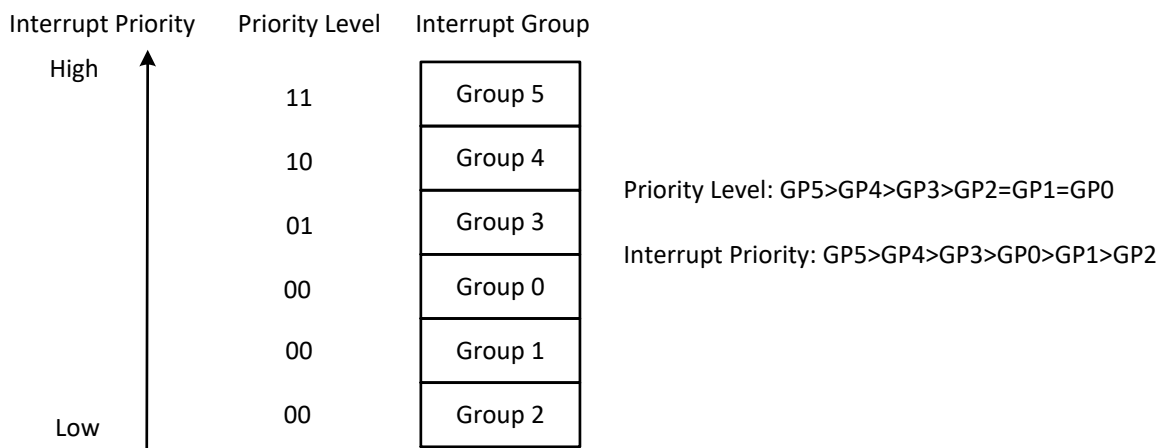 Interrupt Priority Priority Level Interrupt Group
High
11 Group 5
10 Group 4
Priority Level: GP5>GP4>GP3>GP2=GP1=GP0
01 Group 3
Interrupt Priority: GP5>GP4>GP3>GP0>GP1>GP2
00 Group 0
00 Group 1
00 Group 2
Low